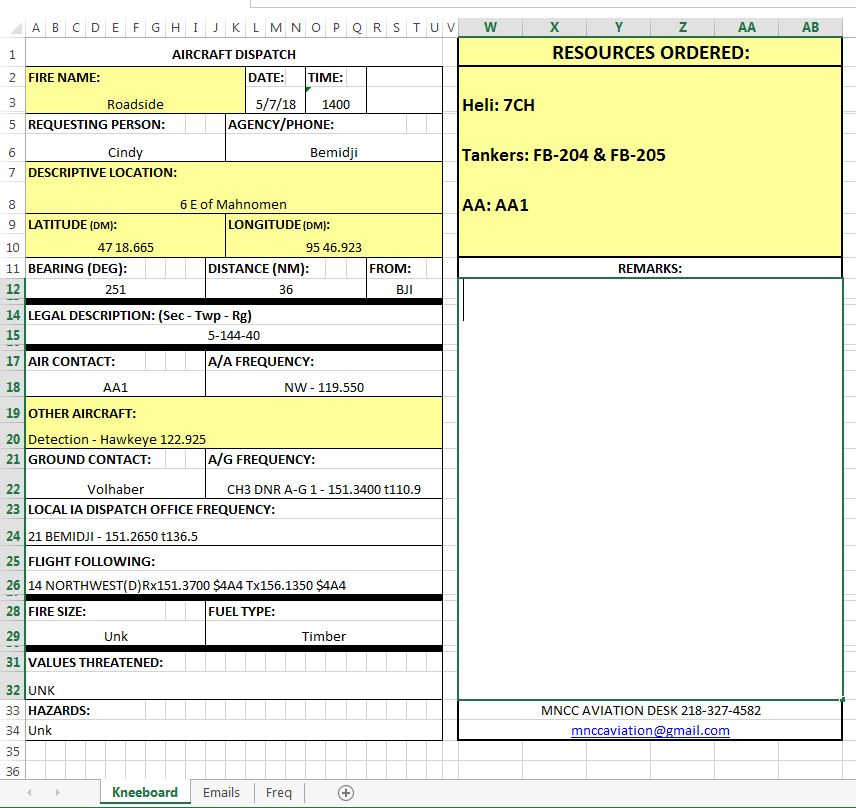 A B C D E F G H I J K L M N O P Q R S T U V W X Y Z AA AB
1 AIRCRAFT DISPATCH RESOURCES ORDERED:
2 FIRE NAME: DATE: TIME:
3 Roadside 5/7/18 1400 Heli: 7CH
5 REQUESTING PERSON: AGENCY/PHONE:
6 Cindy Bemidji Tankers: FB-204 & FB-205
7 DESCRIPTIVE LOCATION:
8 6 E of Mahnomen AA: AA1
9 LATITUDE (DM): LONGITUDE (DM):
10 47 18.665 95 46.923
11 BEARING (DEG): DISTANCE (NM): FROM: REMARKS:
12 251 36 BJI
14 LEGAL DESCRIPTION: (Sec - Twp - Rg)
15 5-144-40
17 AIR CONTACT: A/A FREQUENCY:
18 AA1 NW - 119.550
19 OTHER AIRCRAFT:
20 Detection - Hawkeye 122.925
21 GROUND CONTACT: A/G FREQUENCY:
22 Volhaber CH3 DNR A-G 1 - 151.3400 t110.9
23 LOCAL IA DISPATCH OFFICE FREQUENCY:
24 21 BEMIDJI - 151.2650 t136.5
25 FLIGHT FOLLOWING:
26 14 NORTHWEST(D)Rx151.3700 $4A4 Tx156.1350 $4A4
28 FIRE SIZE: FUEL TYPE:
29 Unk Timber
31 VALUES THREATENED:
32 UNK
33 HAZARDS: MNCC AVIATION DESK 218-327-4582
34 Unk mnccaviation@gmail.com
35
36
Kneeboard Emails Freq